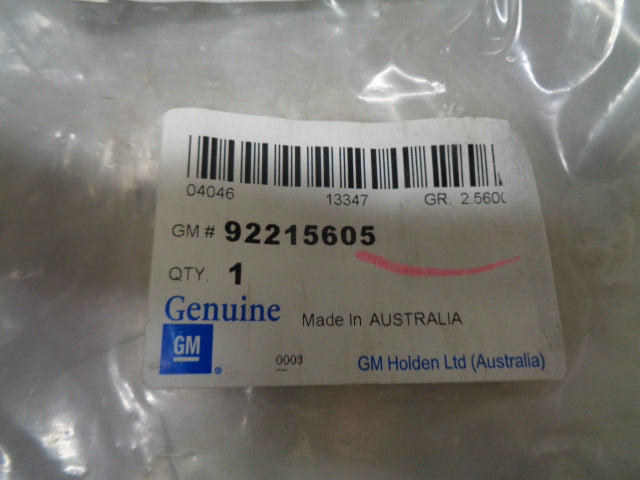 04046 13347 GR. 2.560
GM # 92215605
QTY. 1
Genuine Made In AUSTRALIA
GM ® 0003 GM Holden Ltd (Australia)